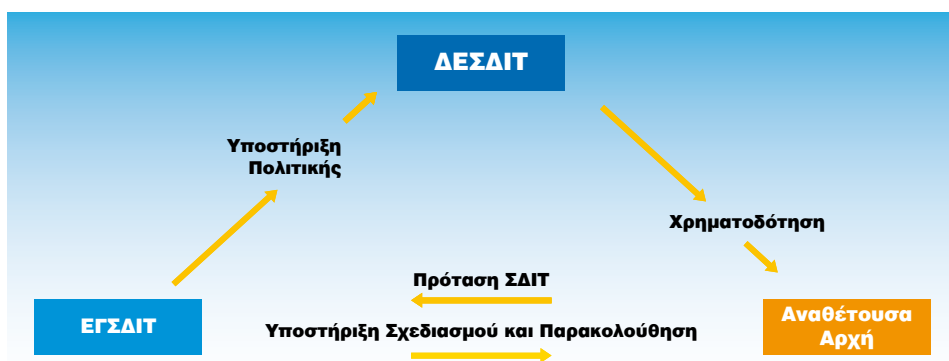 ΔΕΣΔΙΤ
Υποστήριξη
Πολιτικής
Χρηματοδότηση
Πρόταση ΣΔΙΤ
ΕΓΣΔΙΤ
Υποστήριξη Σχεδιασμού και Παρακολούθηση
Αναθέτουσα
Αρχή